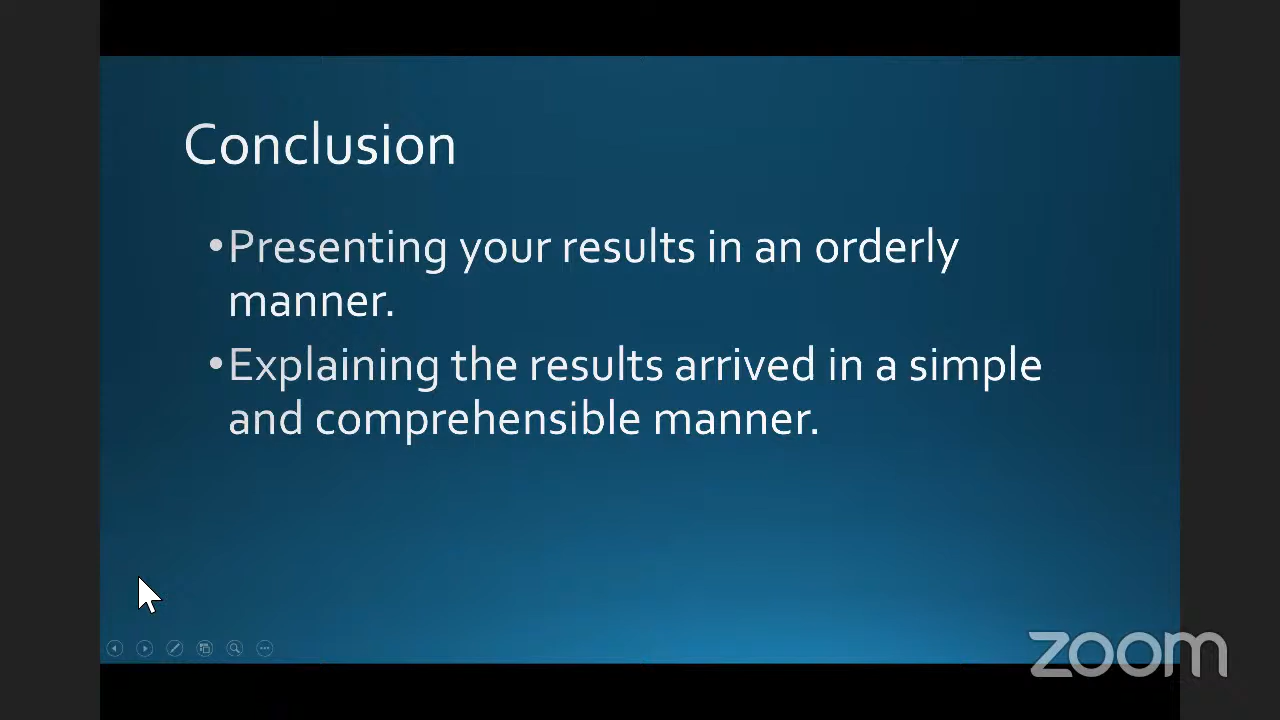 Conclusion
•Presenting your results in an orderly
manner.
•Explaining the results arrived in a simple
and comprehensible manner.
zoom